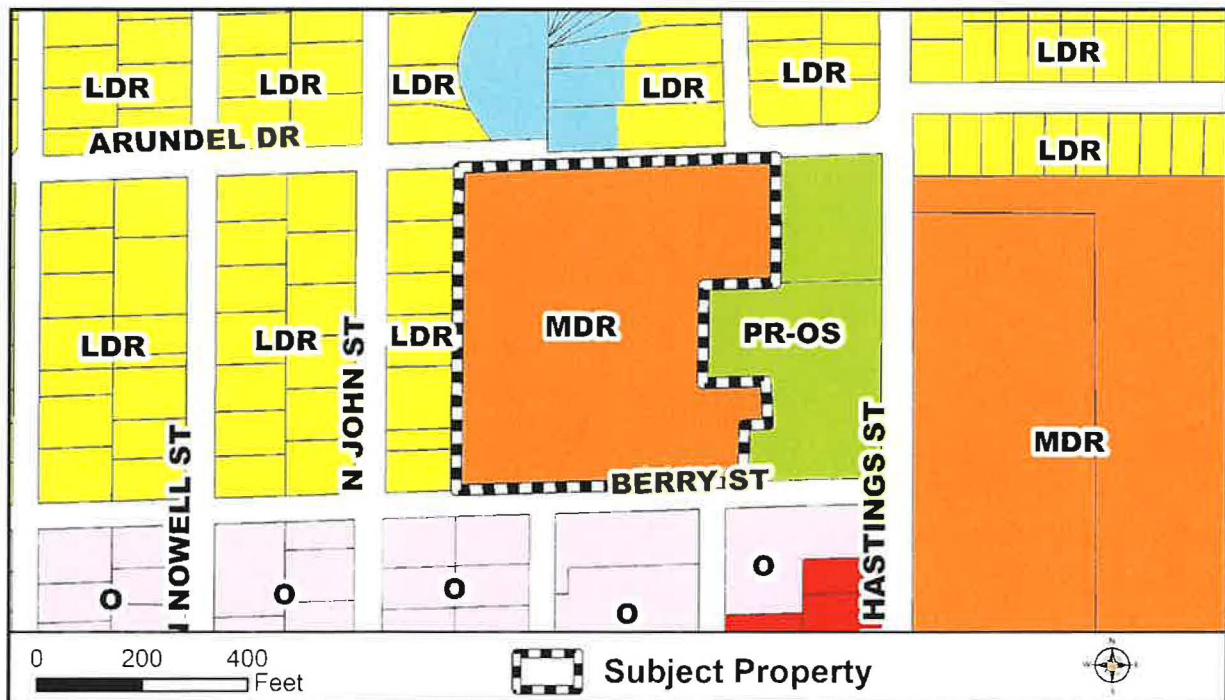 LDR
LDR
LDR
LDR
LDR
LDR
ARUNDEL DR
LDR
LDR
LDR
LDR
MDR
PR-OS
N JOHN ST
MDR
N NOWELL ST
HASTINGS ST
BERRY ST
O
O
O
O
O
0 200 400
Feet
Subject Property
N
W E
S